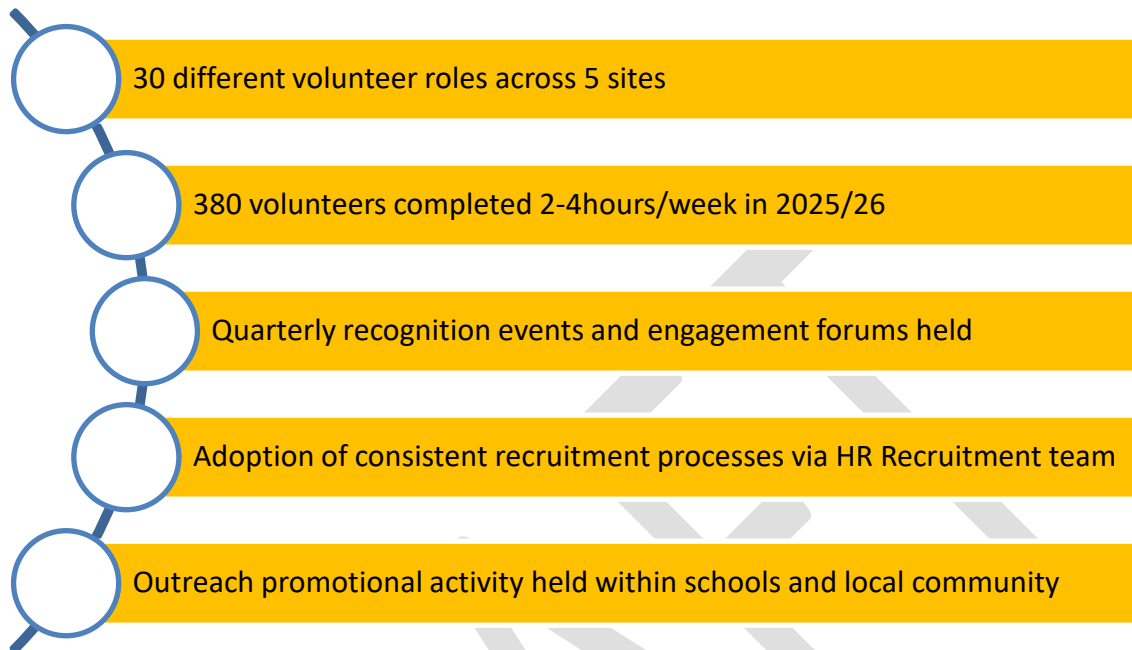 30 different volunteer roles across 5 sites
380 volunteers completed 2-4hours/week in 2025/26
Quarterly recognition events and engagement forums held
Adoption of consistent recruitment processes via HR Recruitment team
Outreach promotional activity held within schools and local community